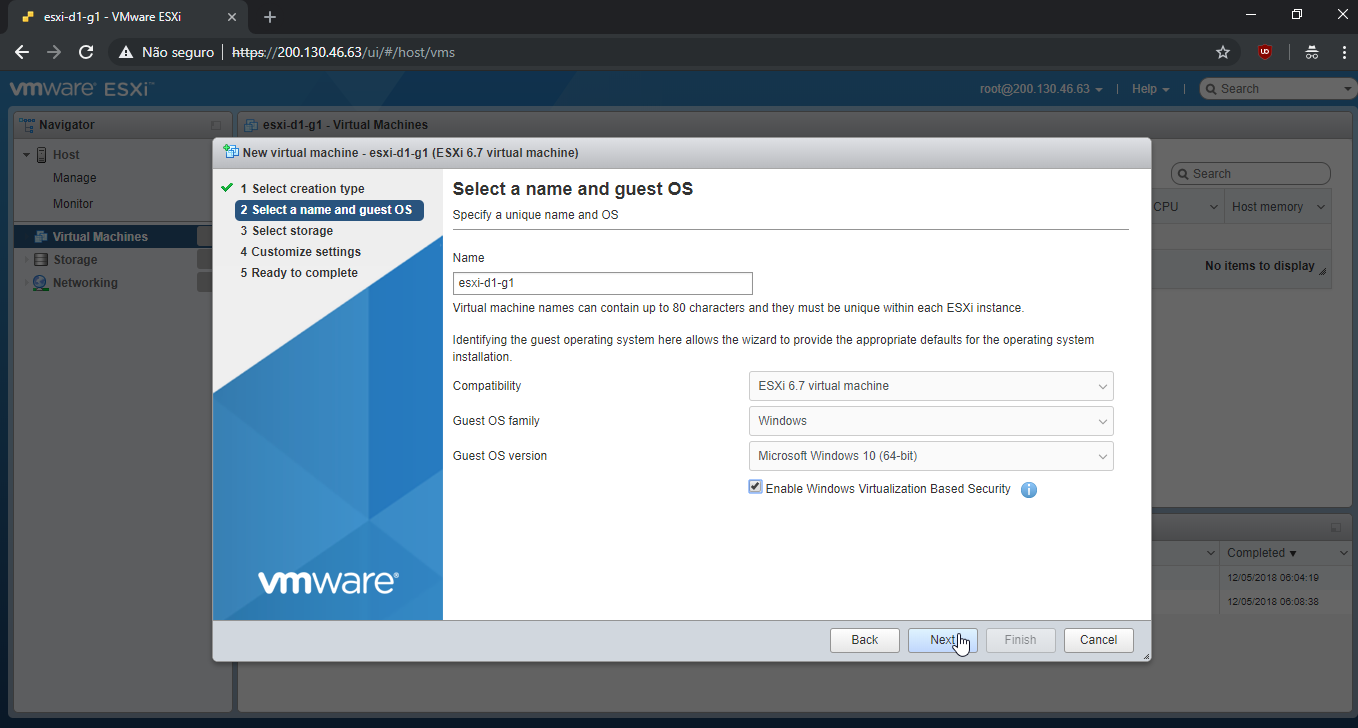 esxi-d1-g1 - VMware ESXi
Não seguro | https://200.130.46.63/ui/#/host/vms
vmware® ESXi™
root@200.130.46.63 | Help | Search
Navigator
esxi-d1-g1 - Virtual Machines
Host
Manage
Monitor
Virtual Machines
Storage
Networking
Search
CPU
Host memory
No items to display
New virtual machine - esxi-d1-g1 (ESXi 6.7 virtual machine)
1 Select creation type
2 Select a name and guest OS
3 Select storage
4 Customize settings
5 Ready to complete
vmware®
Select a name and guest OS
Specify a unique name and OS
Name
esxi-d1-g1
Virtual machine names can contain up to 80 characters and they must be unique within each ESXi instance.
Identifying the guest operating system here allows the wizard to provide the appropriate defaults for the operating system
installation.
Compatibility
ESXi 6.7 virtual machine
Guest OS family
Windows
Guest OS version
Microsoft Windows 10 (64-bit)
Enable Windows Virtualization Based Security
Back
Next
Finish
Cancel
Completed ▼
12/05/2018 06:04:19
12/05/2018 06:08:38